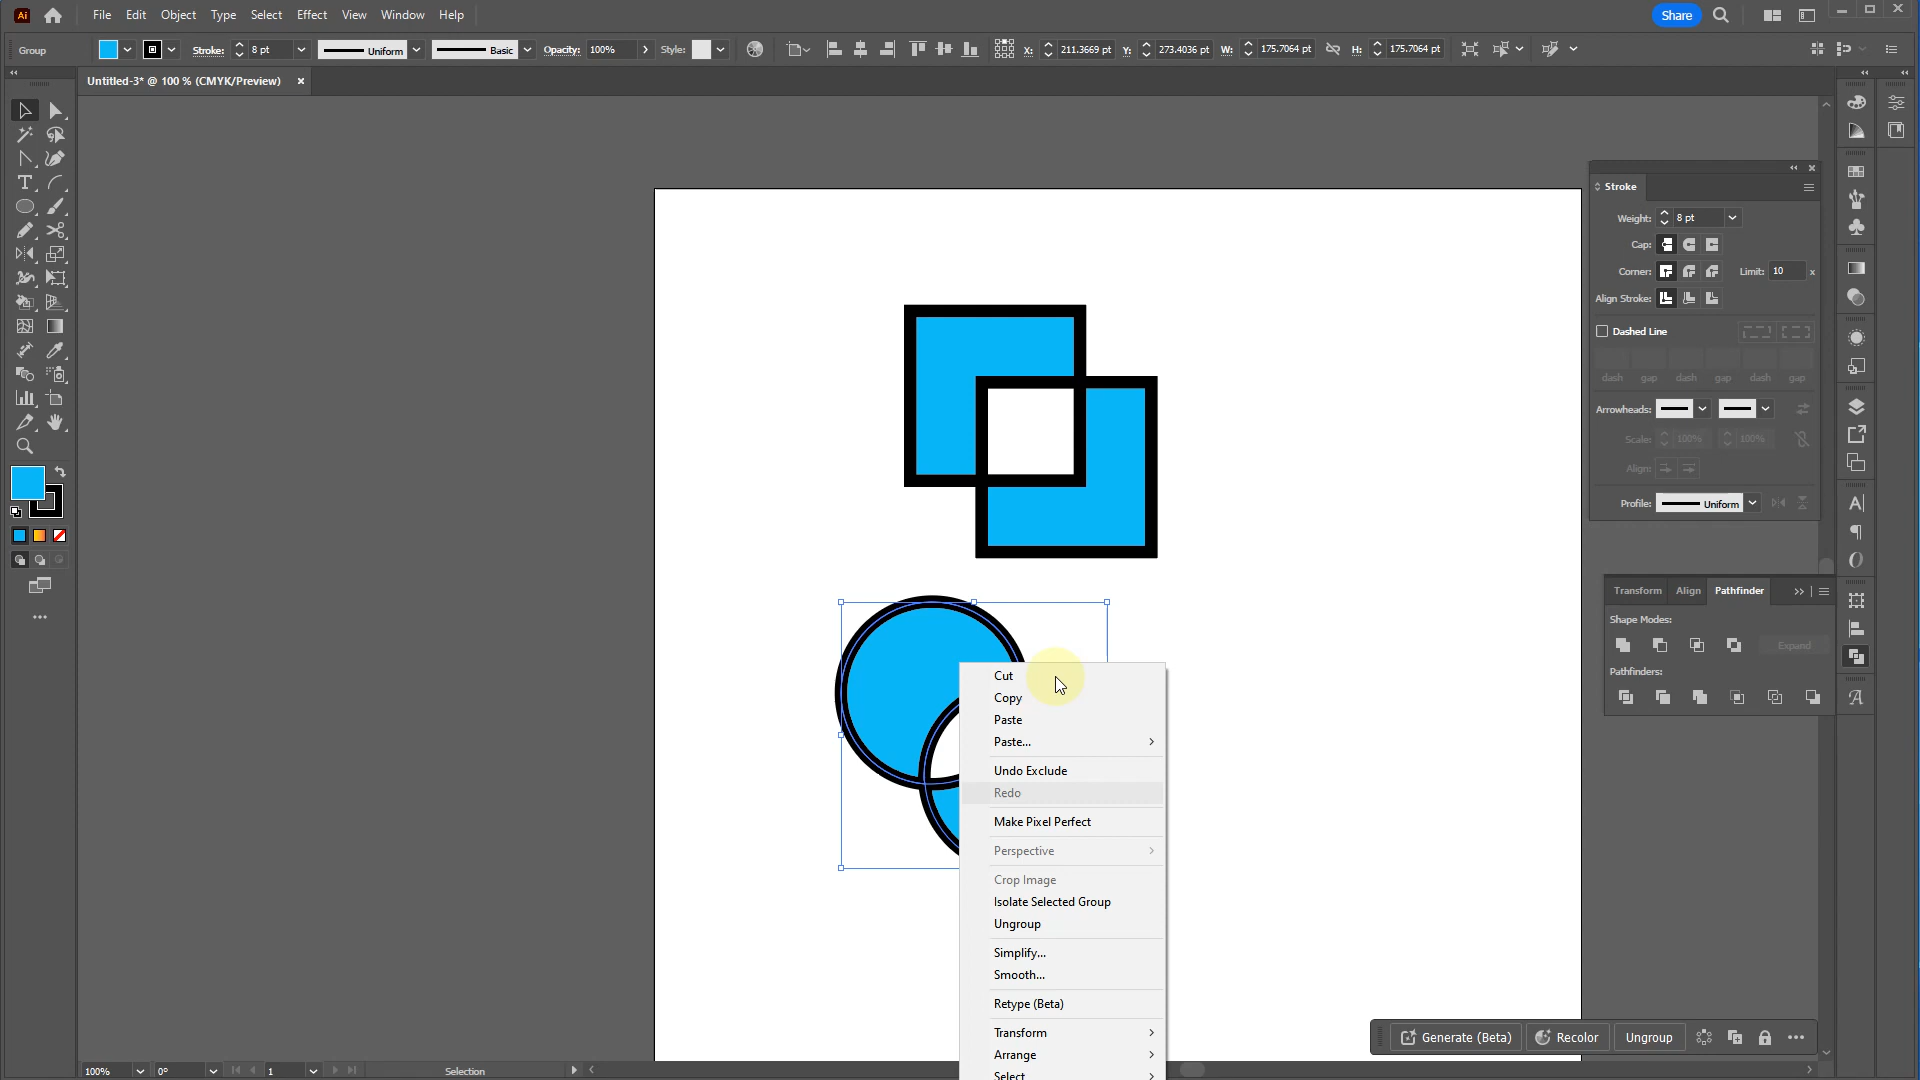 Ai File Edit Object Type Select Effect View Window Help Share
Group Stroke: 8 pt Uniform Basic Opacity: 100% Style: X: 211.3669 pt Y: 273.4036 pt W: 175.7064 pt H: 175.7064 pt
Untitled-3* @ 100 % (CMYK/Preview)
Stroke
Weight: 8 pt
Cap:
Corner: Limit: 10 x
Align Stroke:
Dashed Line
dash gap dash gap dash gap
Arrowheads:
Scale: 100% 100%
Align:
Profile: Uniform
Transform Align Pathfinder
Shape Modes:
Expand
Pathfinders:
Cut
Copy
Paste
Paste...
Undo Exclude
Redo
Make Pixel Perfect
Perspective
Crop Image
Isolate Selected Group
Ungroup
Simplify...
Smooth...
Retype (Beta)
Transform
Arrange
Select
Generate (Beta) Recolor Ungroup
100% 0° 1 Selection